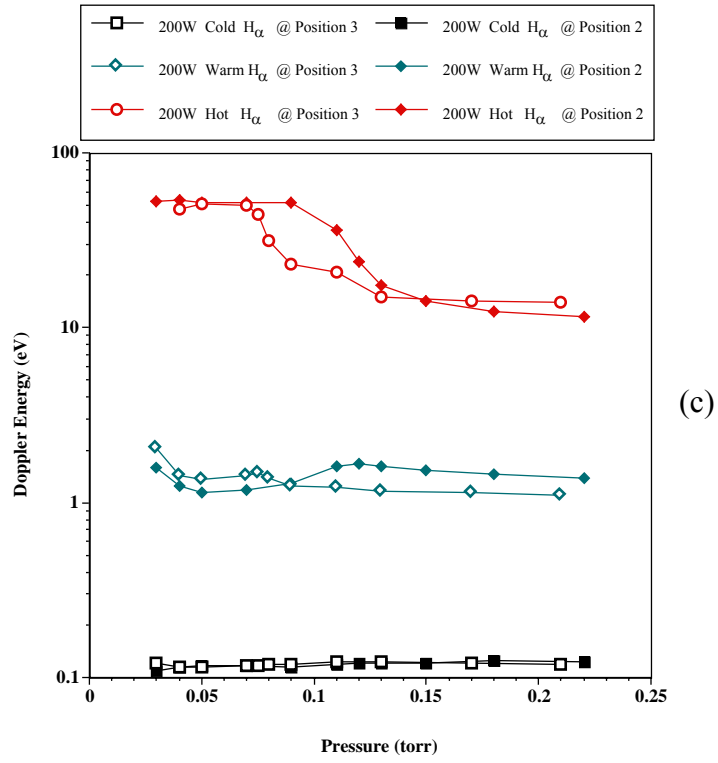 200W Cold Hα @ Position 3 200W Cold Hα @ Position 2
200W Warm Hα @ Position 3 200W Warm Hα @ Position 2
200W Hot Hα @ Position 3 200W Hot Hα @ Position 2
100
10
1
0.1
Doppler Energy (eV)
(c)
0 0.05 0.1 0.15 0.2 0.25
Pressure (torr)